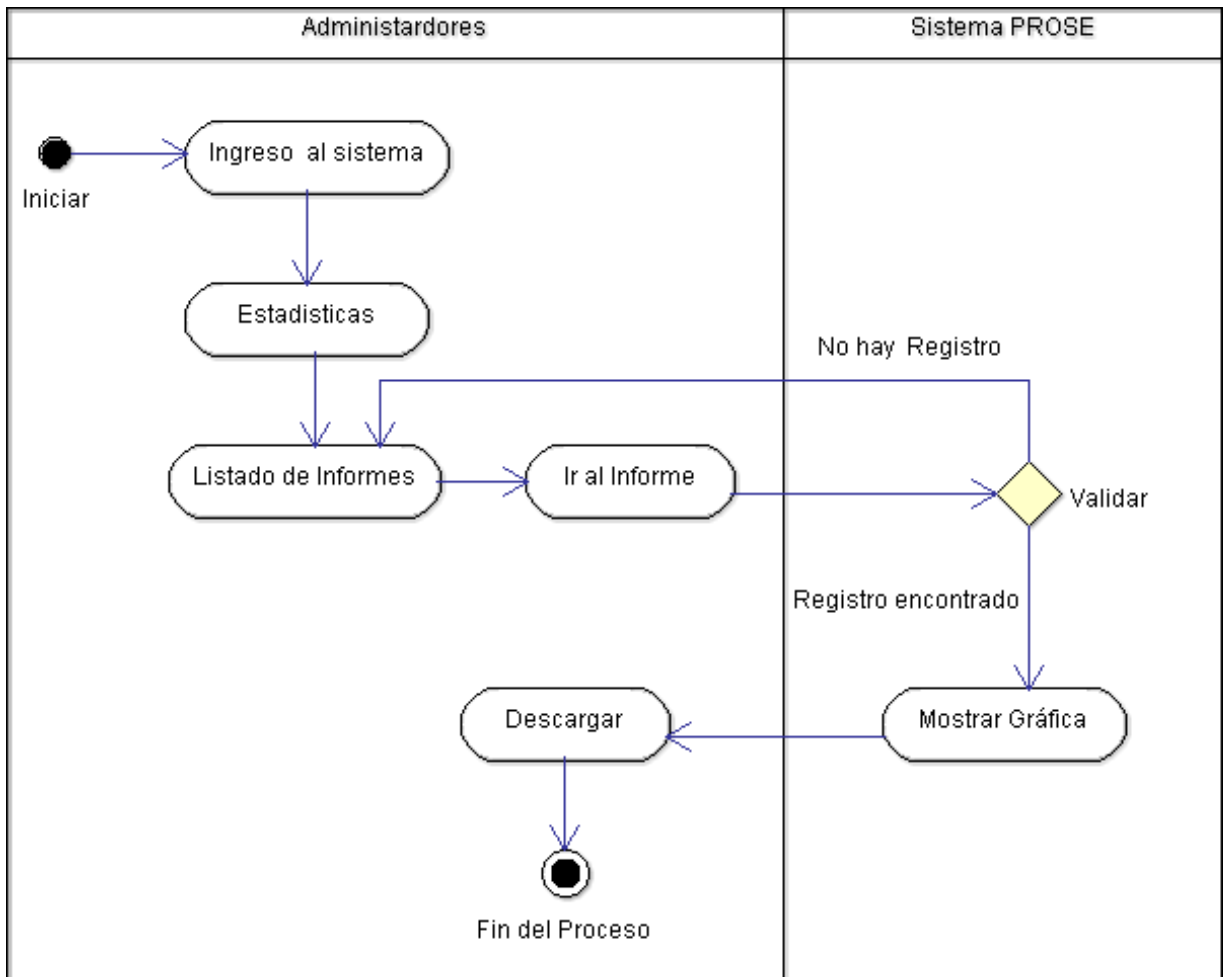 Administardores
Sistema PROSE
Ingreso al sistema
Iniciar
Estadisticas
No hay Registro
Listado de Informes
Ir al Informe
Validar
Registro encontrado
Descargar
Mostrar Gráfica
Fin del Proceso